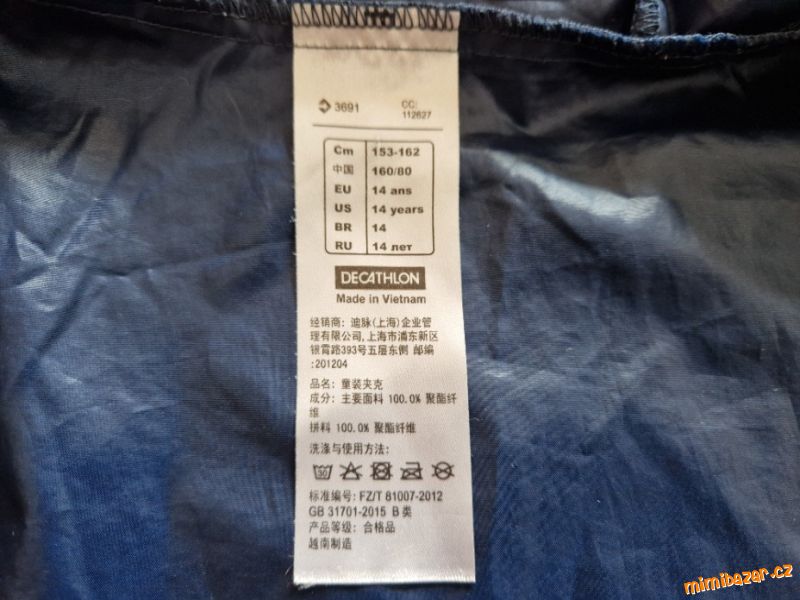 3691 CC: 112627
Cm 153-162
中国 160/80
EU 14 ans
US 14 years
BR 14
RU 14 лет
DECATHLON
Made in Vietnam
经销商: 迪脉(上海)企业管
理有限公司,上海市浦东新区
银霄路393号五层东侧 邮编
:201204
品名: 童装夹克
成分: 主要面料 100.0% 聚酯纤
维
拼料 100.0% 聚酯纤维
洗涤与使用方法:
30
标准编号: FZ/T 81007-2012
GB 31701-2015 B 类
产品等级: 合格品
越南制造
mimibazar.cz